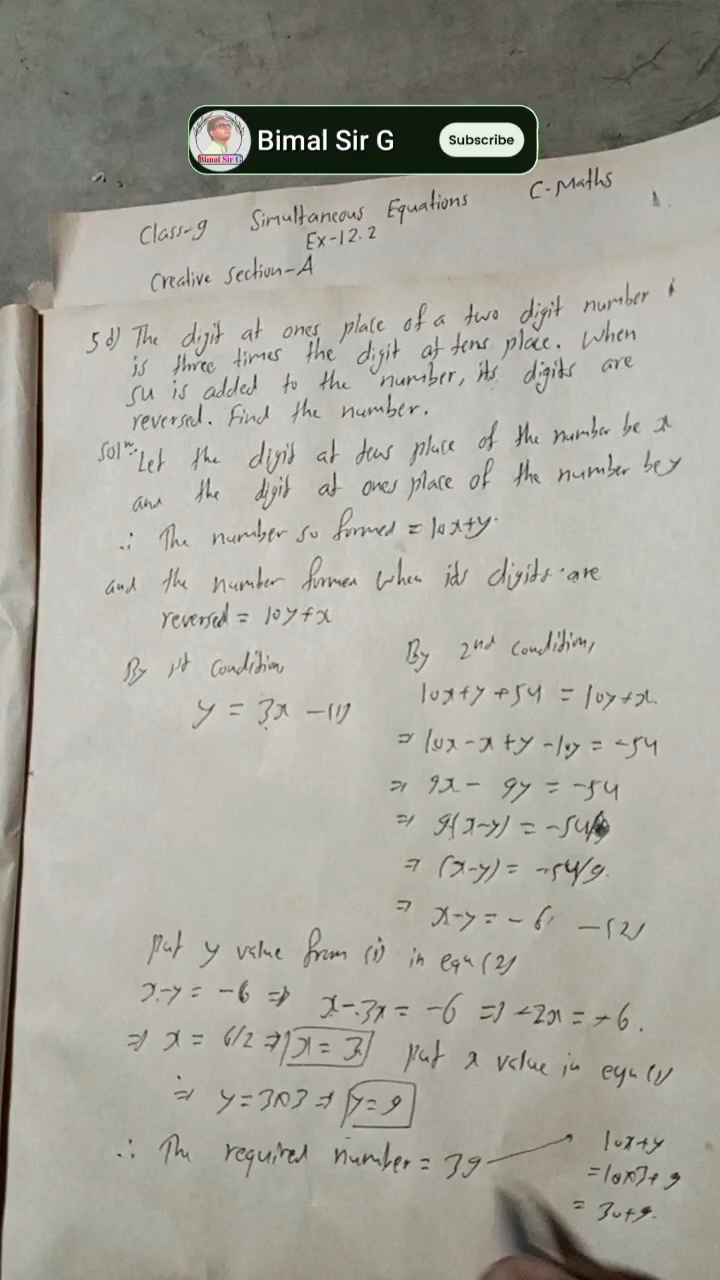 Bimal Sir G
Subscribe
Bimal Sir G
Class-9 Simultaneous Equations C-Maths
Ex-12.2
Creative section-A
5 d) The digit at ones place of a two digit number
is three times the digit at tens place. When
54 is added to the number, its digits are
reversed. Find the number.
Solⁿ: Let the digit at tens place of the number be x
and the digit at ones place of the number be y
∴ The number so formed = 10x+y.
and the number formed when its digits are
reversed = 10y+x
By 1st condition
y = 3x -(1)
By 2nd condition,
10x+y+54 = 10y+x.
⇒ 10x-x+y-10y = -54
⇒ 9x- 9y = -54
⇒ 9(x-y) = -54
⇒ (x-y) = -54/9.
⇒ x-y = -6 -(2)
Put y value from (i) in eqn (2)
x-y = -6 ⇒ x-3x = -6 ⇒ -2x = -6.
⇒ x = 6/2 ⇒ x = 3 put x value in eqn (1)
⇒ y = 3×3 ⇒ y=9
∴ The required number = 39
10x+y
=10×3+9
= 30+9.